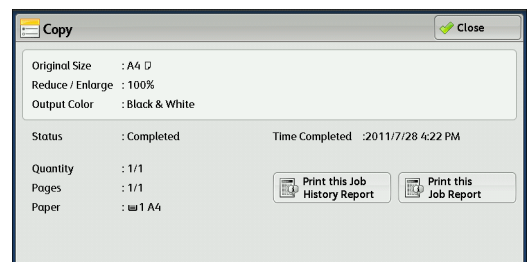 Copy
Close
Original Size : A4
Reduce / Enlarge : 100%
Output Color : Black & White
Status : Completed
Time Completed :2011/7/28 4:22 PM
Quantity : 1/1
Pages : 1/1
Paper : 1 A4
Print this Job
History Report
Print this
Job Report